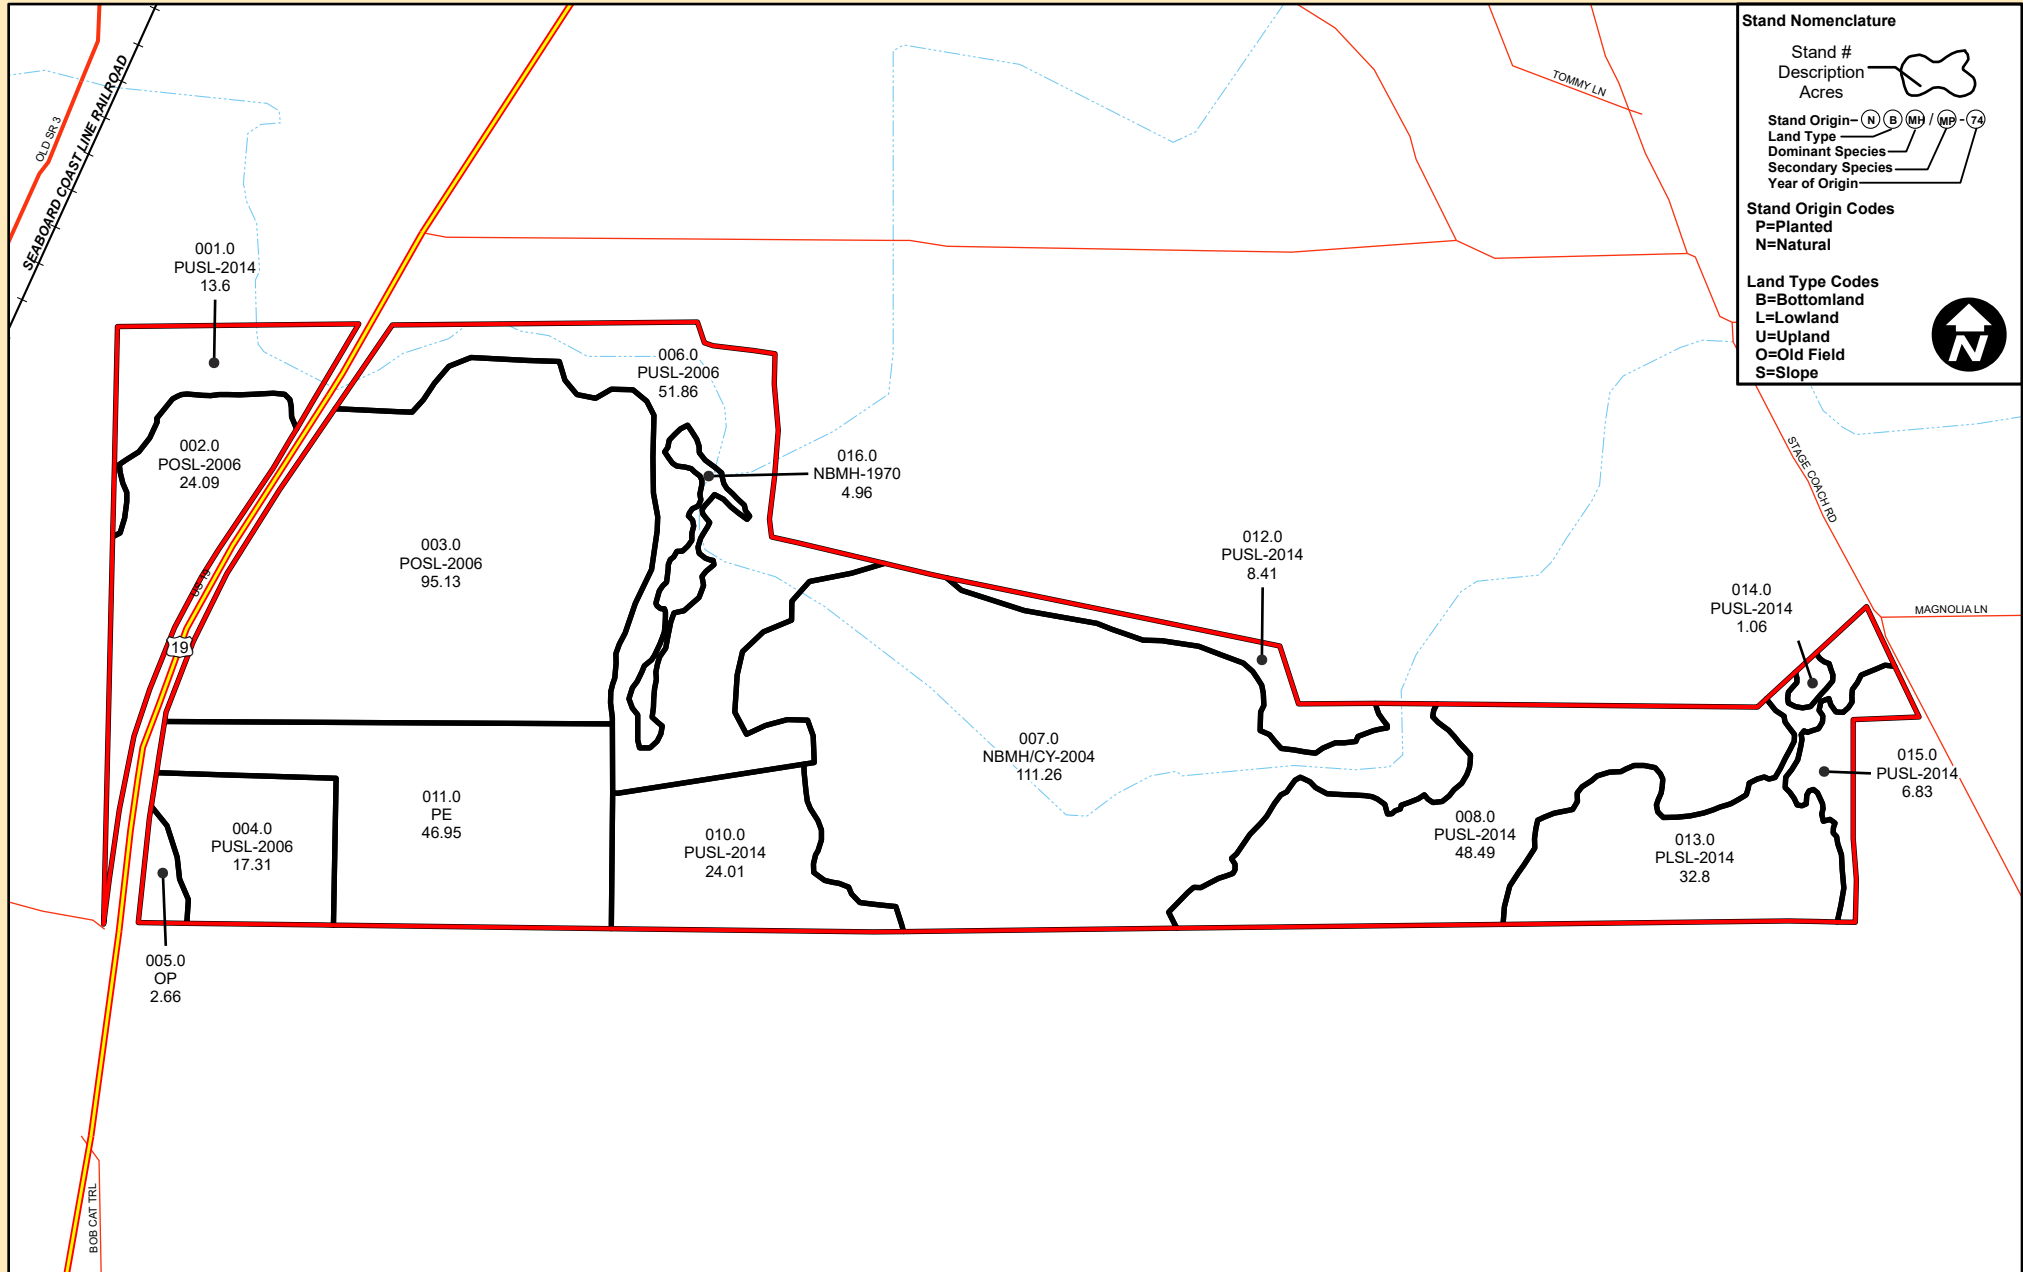 Stand Nomenclature
Stand #
Description
Acres
Stand Origin- N B MH / MP - 74
Land Type
Dominant Species
Secondary Species
Year of Origin
Stand Origin Codes
P=Planted
N=Natural
Land Type Codes
B=Bottomland
L=Lowland
U=Upland
O=Old Field
S=Slope
N
OLD SR 3
SEABOARD COAST LINE RAILROAD
TOMMY LN
001.0
PUSL-2014
13.6
006.0
PUSL-2006
51.86
002.0
POSL-2006
24.09
016.0
NBMH-1970
4.96
STAGE COACH RD
003.0
POSL-2006
95.13
012.0
PUSL-2014
8.41
US 19
19
014.0
PUSL-2014
1.06
MAGNOLIA LN
007.0
NBMH/CY-2004
111.26
015.0
PUSL-2014
6.83
011.0
PE
46.95
004.0
PUSL-2006
17.31
010.0
PUSL-2014
24.01
008.0
PUSL-2014
48.49
013.0
PLSL-2014
32.8
005.0
OP
2.66
BOB CAT TRL